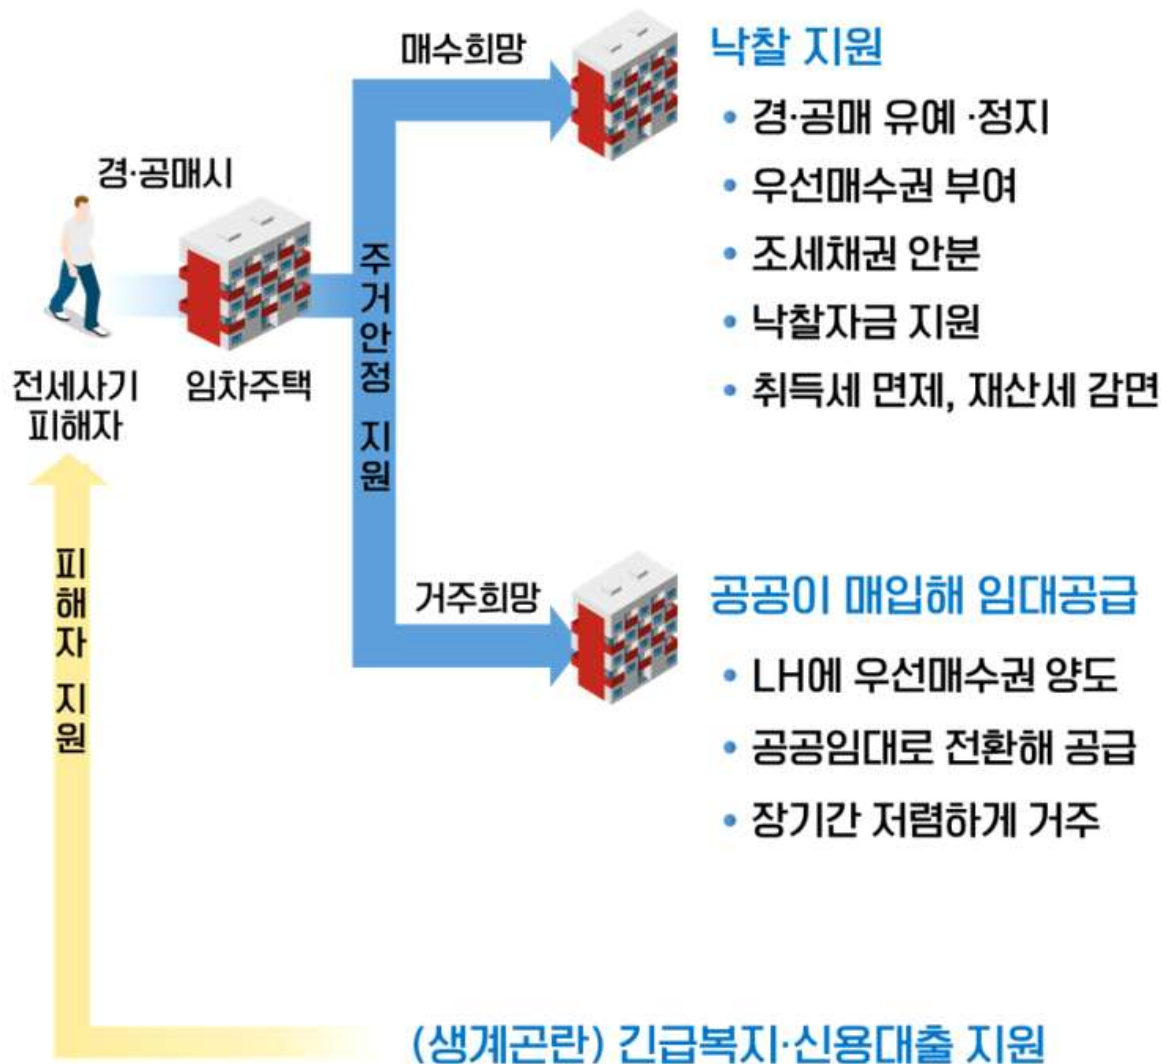 매수희망
낙찰 지원
• 경·공매 유예 ·정지
• 우선매수권 부여
• 조세채권 안분
• 낙찰자금 지원
• 취득세 면제, 재산세 감면
경·공매시
전세사기
피해자
임차주택
주거안정 지원
거주희망
공공이 매입해 임대공급
• LH에 우선매수권 양도
• 공공임대로 전환해 공급
• 장기간 저렴하게 거주
피해자 지원
(생계곤란) 긴급복지·신용대출 지원